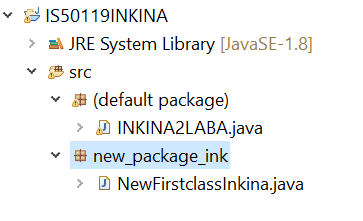 IS50119INKINA
JRE System Library [JavaSE-1.8]
src
(default package)
INKINA2LABA.java
new_package_ink
NewFirstclassInkina.java